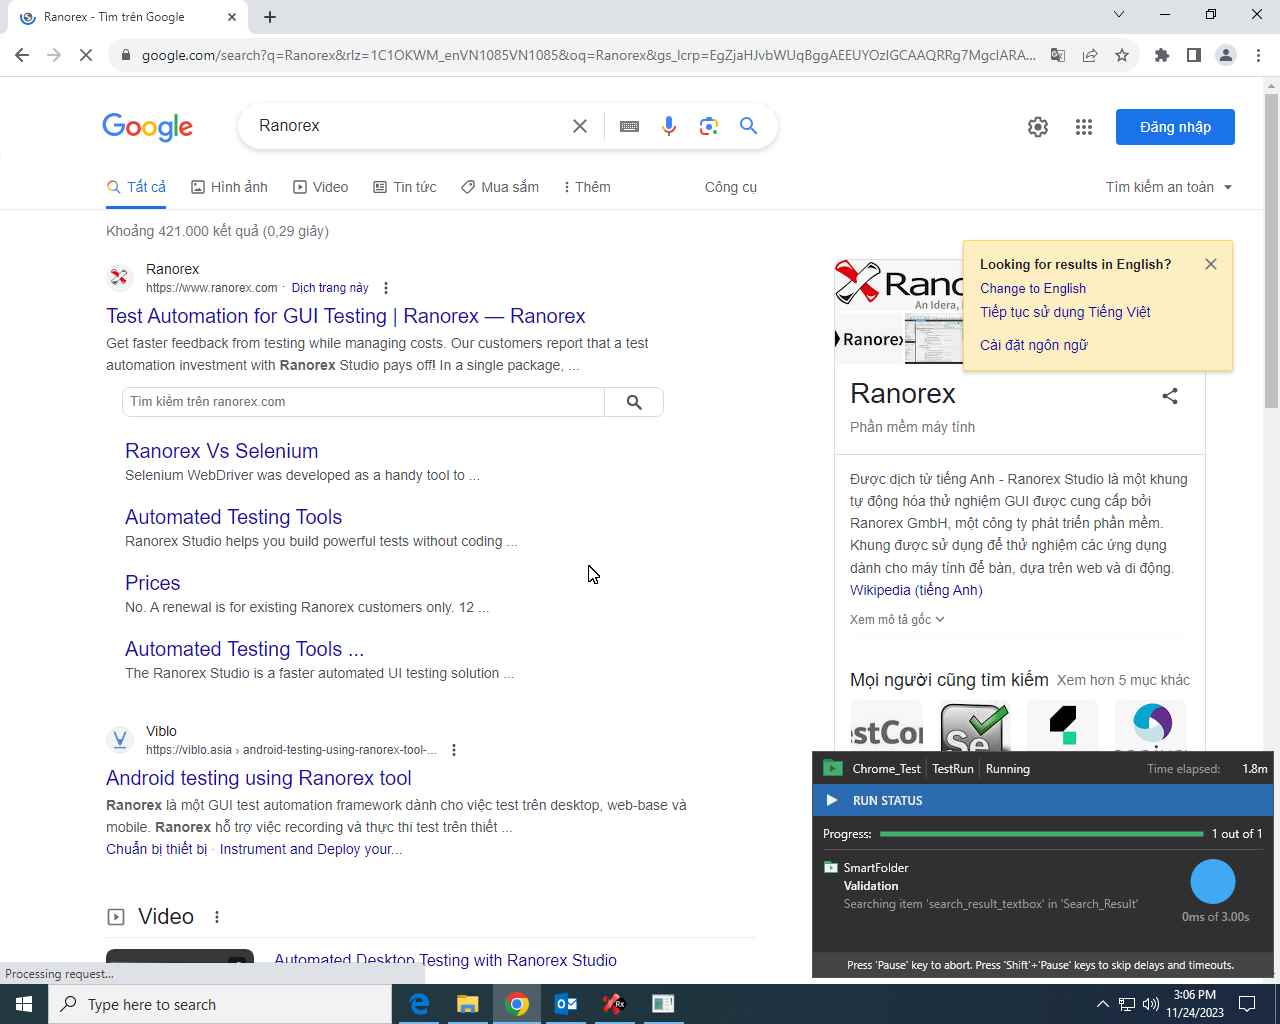 Ranorex - Tìm trên Google
google.com/search?q=Ranorex&rlz=1C1OKWM_enVN1085VN1085&oq=Ranorex&gs_lcrp=EgZjaHJvbWUqBggAEEUYOzIGCAAQRRg7MgcIARA...
Google
Ranorex
Đăng nhập
Tất cả
Hình ảnh
Video
Tin tức
Mua sắm
Thêm
Công cụ
Tìm kiếm an toàn
Khoảng 421.000 kết quả (0,29 giây)
Ranorex
https://www.ranorex.com · Dịch trang này
Test Automation for GUI Testing | Ranorex — Ranorex
Get faster feedback from testing while managing costs. Our customers report that a test
automation investment with Ranorex Studio pays off! In a single package, ...
Tìm kiếm trên ranorex.com
Ranorex Vs Selenium
Selenium WebDriver was developed as a handy tool to ...
Automated Testing Tools
Ranorex Studio helps you build powerful tests without coding ...
Prices
No. A renewal is for existing Ranorex customers only. 12 ...
Automated Testing Tools ...
The Ranorex Studio is a faster automated UI testing solution ...
Viblo
https://viblo.asia › android-testing-using-ranorex-tool-...
Android testing using Ranorex tool
Ranorex là một GUI test automation framework dành cho việc test trên desktop, web-base và
mobile. Ranorex hỗ trợ việc recording và thực thi test trên thiết ...
Chuẩn bị thiết bị · Instrument and Deploy your...
Video
Automated Desktop Testing with Ranorex Studio
Processing request...
Looking for results in English?
Change to English
Tiếp tục sử dụng Tiếng Việt
Cài đặt ngôn ngữ
An Idera,
Ranorex
Ranorex
Phần mềm máy tính
Được dịch từ tiếng Anh - Ranorex Studio là một khung
tự động hóa thử nghiệm GUI được cung cấp bởi
Ranorex GmbH, một công ty phát triển phần mềm.
Khung được sử dụng để thử nghiệm các ứng dụng
dành cho máy tính để bàn, dựa trên web và di động.
Wikipedia (tiếng Anh)
Xem mô tả gốc
Mọi người cũng tìm kiếm
Xem hơn 5 mục khác
estCor
Se
Chrome_Test
TestRun
Running
Time elapsed: 1.8m
RUN STATUS
Progress: 1 out of 1
SmartFolder
Validation
Searching item 'search_result_textbox' in 'Search_Result'
0ms of 3.00s
Press 'Pause' key to abort. Press 'Shift'+'Pause' keys to skip delays and timeouts.
Type here to search
3:06 PM
11/24/2023